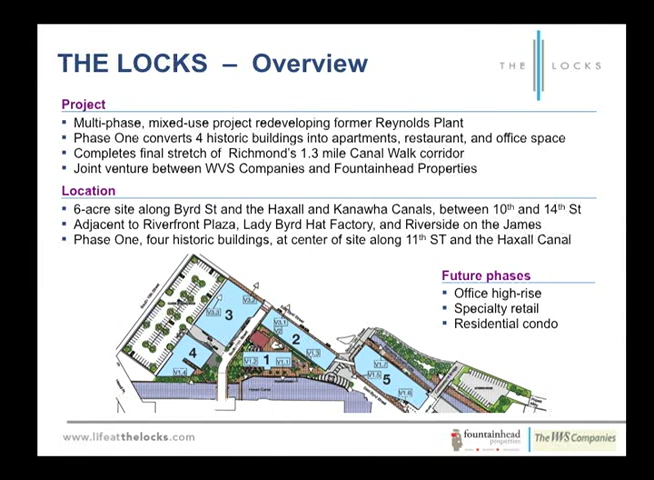 THE LOCKS – Overview
THE LOCKS
Project
▪ Multi-phase, mixed-use project redeveloping former Reynolds Plant
▪ Phase One converts 4 historic buildings into apartments, restaurant, and office space
▪ Completes final stretch of Richmond's 1.3 mile Canal Walk corridor
▪ Joint venture between WVS Companies and Fountainhead Properties
Location
▪ 6-acre site along Byrd St and the Haxall and Kanawha Canals, between 10th and 14th St
▪ Adjacent to Riverfront Plaza, Lady Byrd Hat Factory, and Riverside on the James
▪ Phase One, four historic buildings, at center of site along 11th ST and the Haxall Canal
Future phases
▪ Office high-rise
▪ Specialty retail
▪ Residential condo
3
2
4
1
5
www.lifeatthelocks.com
fountainhead
properties
The WVS Companies